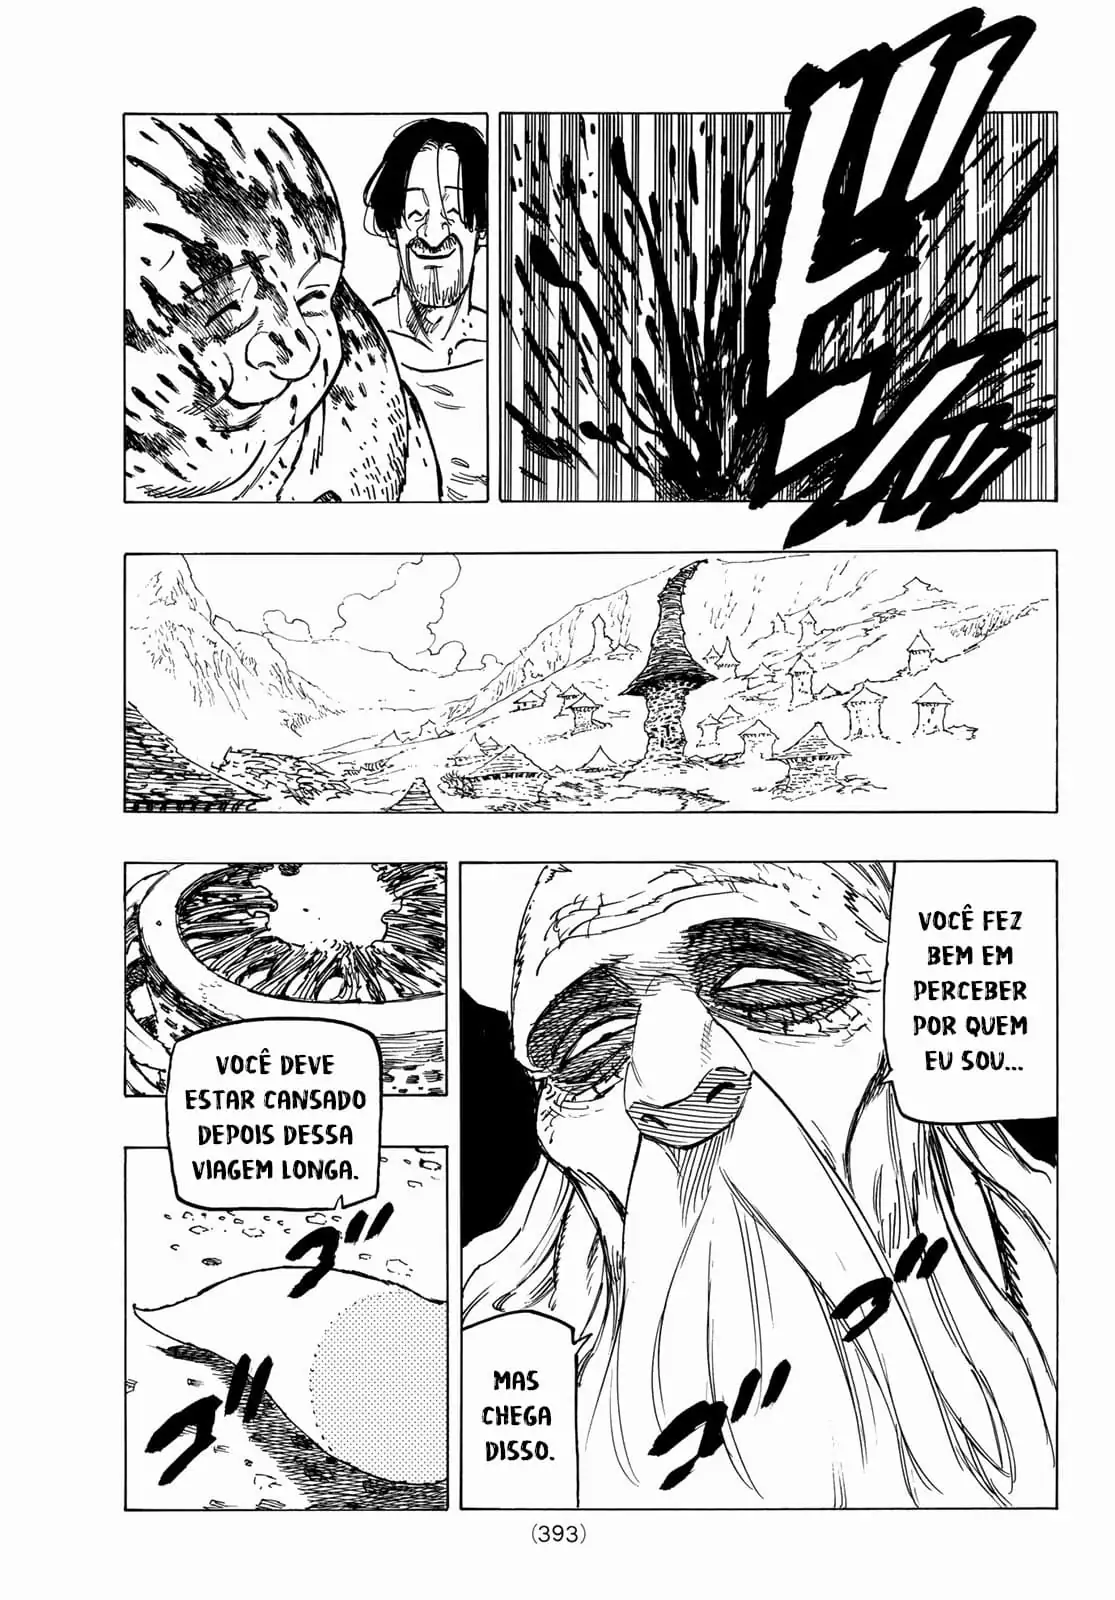 VOCÊ FEZ
BEM EM
PERCEBER
POR QUEM
EU SOU...
MAS
CHEGA
DISSO.
VOCÊ DEVE
ESTAR CANSADO
DEPOIS DESSA
VIAGEM LONGA.
ゴ"
ゴ"
ゴ"
ゴ"
(393)